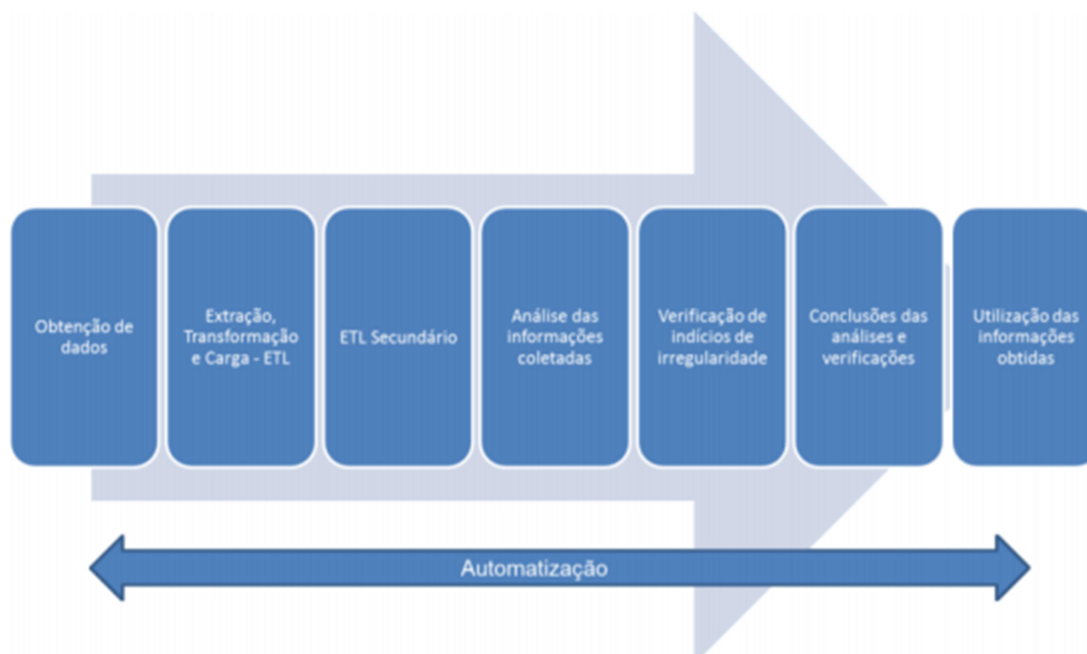 Obtenção de
dados
Extração,
Transformação
e Carga - ETL
ETL Secundário
Análise das
informações
coletadas
Verificação de
indícios de
irregularidade
Conclusões das
análises e
verificações
Utilização das
informações
obtidas
Automatização